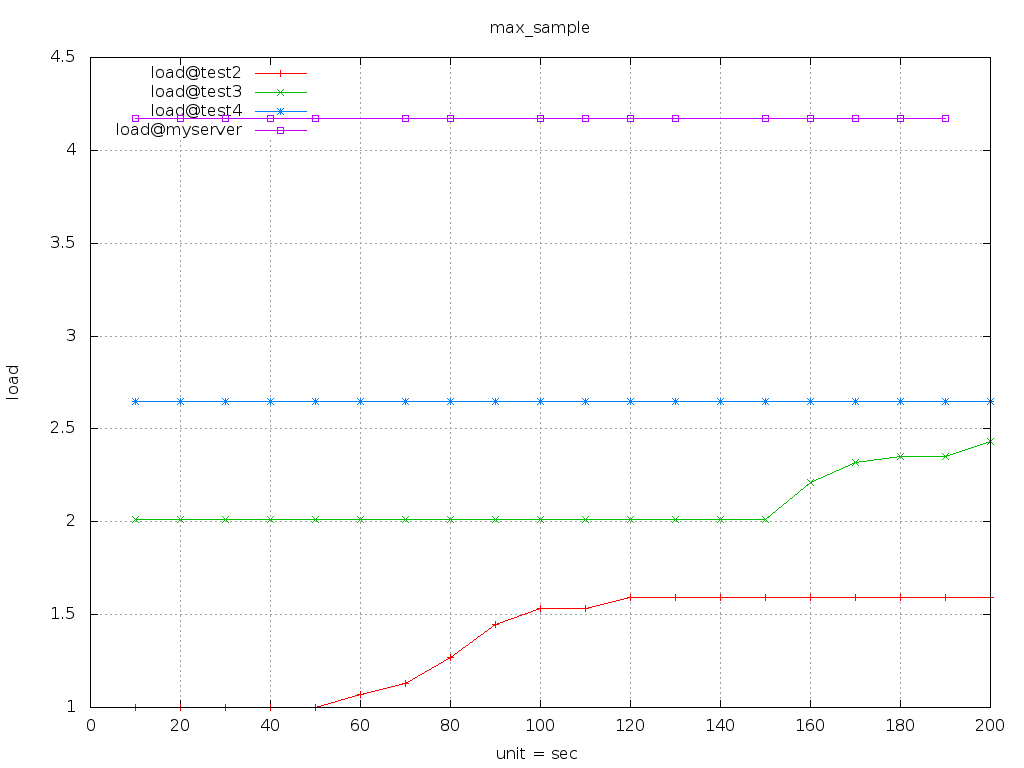 max_sample
load@test2
load@test3
load@test4
load@myserver
4.5
4
3.5
3
2.5
2
1.5
1
load
0 20 40 60 80 100 120 140 160 180 200
unit = sec